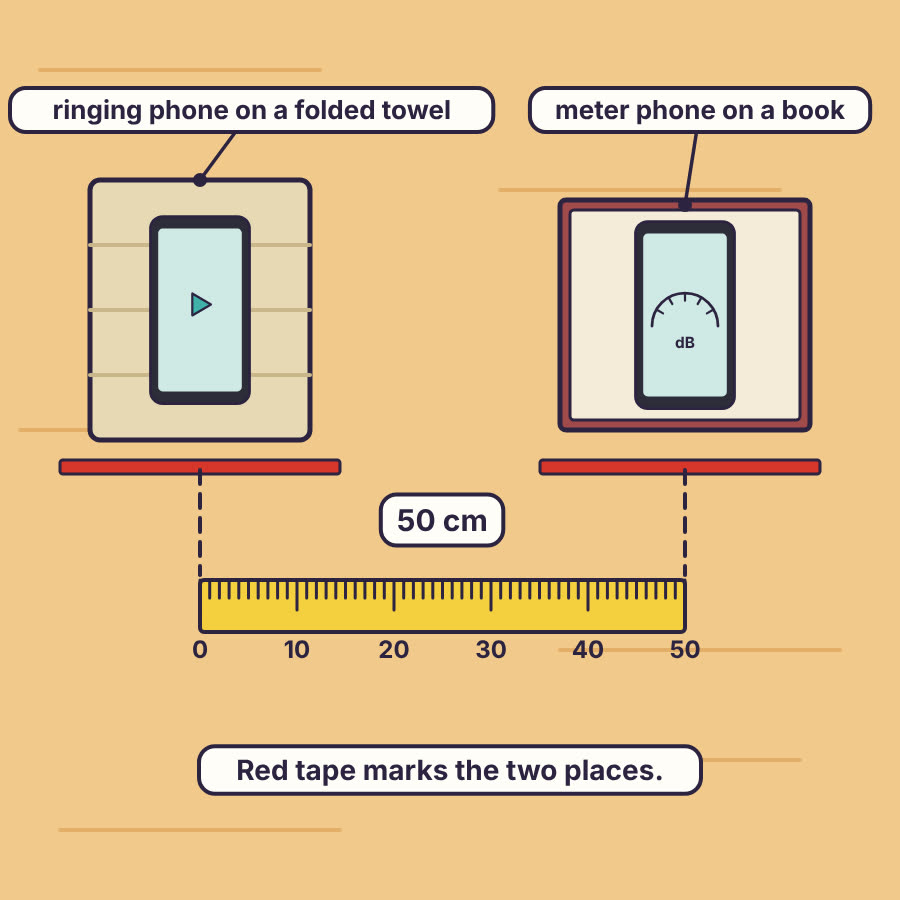 ringing phone on a folded towel
meter phone on a book
dB
50 cm
0 10 20 30 40 50
Red tape marks the two places.